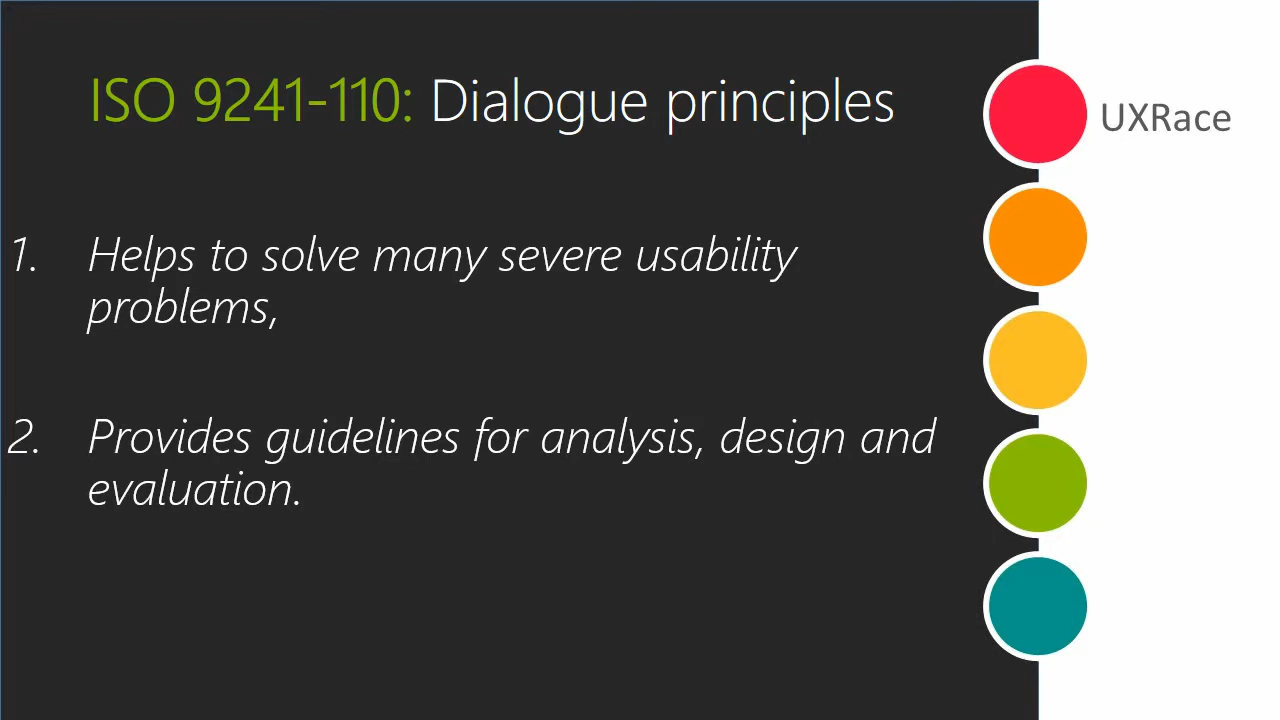 ISO 9241-110: Dialogue principles
UXRace
1. Helps to solve many severe usability
problems,
2. Provides guidelines for analysis, design and
evaluation.